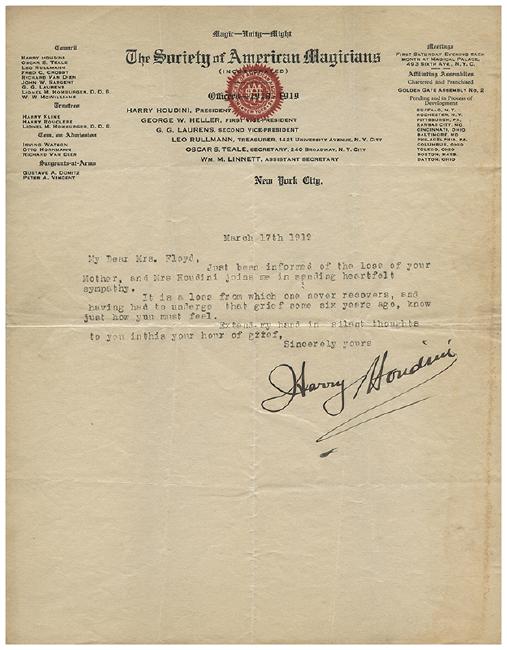 Magic—Unity—Might
The Society of American Magicians
(INCORPORATED)
Officers 1918-1919
HARRY HOUDINI, PRESIDENT
GEORGE W. HELLER, FIRST VICE-PRESIDENT
G. G. LAURENS, SECOND VICE-PRESIDENT
LEO RULLMANN, TREASURER, 1421 UNIVERSITY AVENUE, N. Y. CITY
OSCAR S. TEALE, SECRETARY, 240 BROADWAY, N. Y. CITY
WM. M. LINNETT, ASSISTANT SECRETARY
New York City.
Council
HARRY HOUDINI
OSCAR S. TEALE
LEO RULLMANN
FRED C. CROSBY
RICHARD VAN DIEN
JOHN W. SARGENT
G. G. LAURENS
LIONEL M. HOMBURGER, D. D. S.
W. W.
Trustees
HARRY KLINE
HARRY ROUCLERE
LIONEL M. HOMBURGER, D. D. S.
Com. on Admission
IRVING WATSON
OTTO HORNMANN
RICHARD VAN DIEN
Sergeants-at-Arms
GUSTAVE A. DOMITZ
PETER A. VINCENT
Meetings
FIRST SATURDAY EVENING EACH
MONTH AT MAGICAL PALACE,
493 SIXTH AVE., N. Y. C.
Affiliating Assemblies
Chartered and Franchised
GOLDEN GATE ASSEMBLY NO. 2
Pending and in Process of
Development
BUFFALO, N. Y.
ROCHESTER, N. Y.
PITTSBURGH, PA.
KANSAS CITY, MO.
CINCINNATI, OHIO
BALTIMORE, MD.
PHILADELPHIA, PA.
COLUMBUS, OHIO
TOLEDO, OHIO
BOSTON, MASS.
DAYTON, OHIO
March 17th 1919
My Dear Mrs. Floyd,
Just been informed of the loss of your
Mother, and Mrs Houdini joins me in sending heartfelt
sympathy.
It is a loss from which one never recovers, and
having had to undergo that grief some six years ago, know
just how you must feel.
Extend my hand in silent thoughts
to you inthis your hour of grief,
Sincerely yours
Harry Houdini